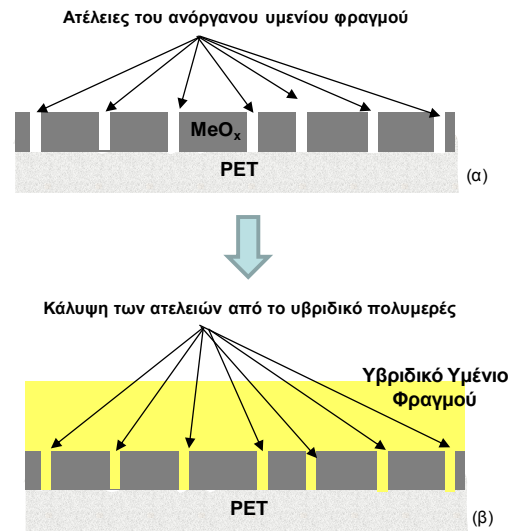 Ατέλειες του ανόργανου υμενίου φραγμού
MeOx
PET
(α)
Κάλυψη των ατελειών από το υβριδικό πολυμερές
Υβριδικό Υμένιο
Φραγμού
PET
(β)